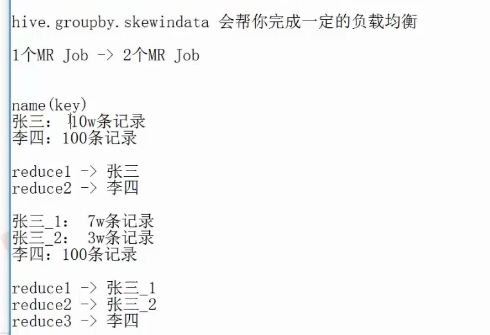 hive.groupby.skewindata 会帮你完成一定的负载均衡
1个MR Job -> 2个MR Job
name(key)
张三: 10w条记录
李四: 100条记录
reduce1 -> 张三
reduce2 -> 李四
张三_1: 7w条记录
张三_2: 3w条记录
李四: 100条记录
reduce1 -> 张三_1
reduce2 -> 张三_2
reduce3 -> 李四